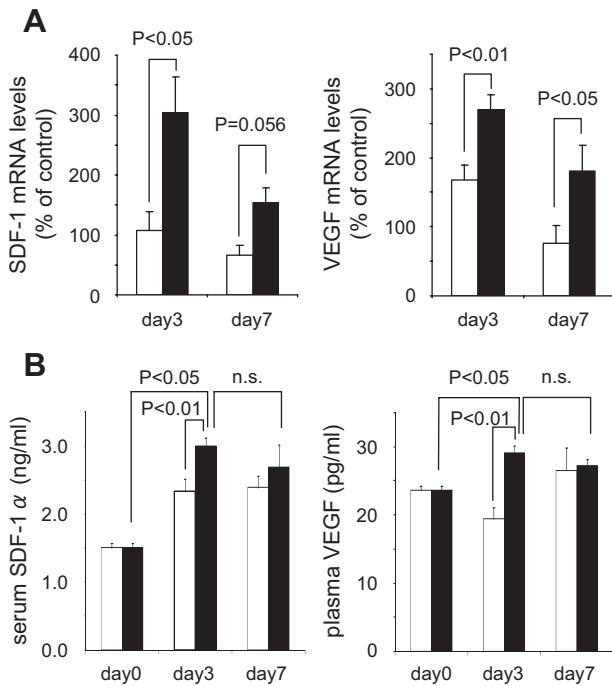 A
SDF-1 mRNA levels
(% of control)
400
300
200
100
0
P<0.05
P=0.056
day3
day7
VEGF mRNA levels
(% of control)
300
200
150
100
0
P<0.01
P<0.05
day3
day7
B
serum SDF-1 α (ng/ml)
3.0
2.0
1.0
0.0
P<0.05
n.s.
P<0.01
day0
day3
day7
plasma VEGF (pg/ml)
30
20
10
0
P<0.05
n.s.
P<0.01
day0
day3
day7